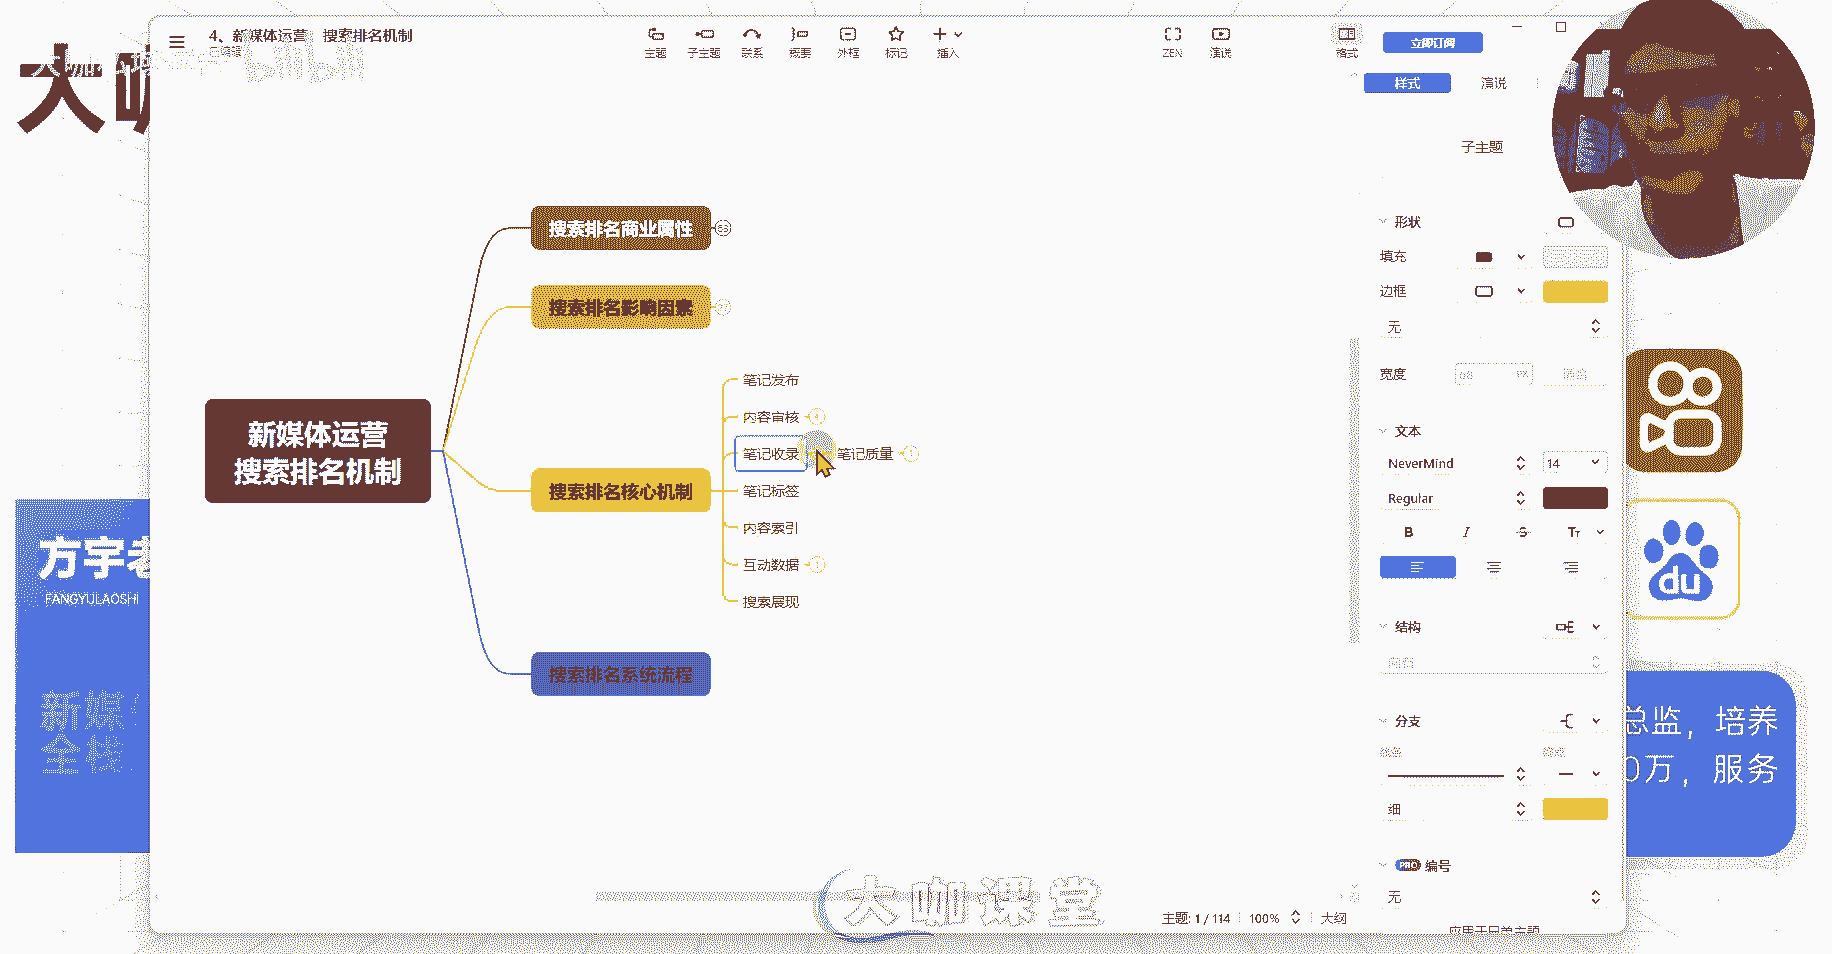 4、新媒体运营 搜索排名机制
已编辑
主题
子主题
联系
概要
外框
标记
插入
ZEN
演说
格式
立即订阅
样式
演说
子主题
形状
填充
边框
无
宽度
文本
NeverMind
14
Regular
B I S Tт
结构
分支
细
PRO 编号
无
大咖
方宇老
FANGYULAOSHI
新媒
全栈
新媒体运营
搜索排名机制
搜索排名商业属性
搜索排名影响因素
搜索排名核心机制
笔记发布
内容审核 4
笔记收录
笔记质量 1
笔记标签
内容索引
互动数据 1
搜索展现
搜索排名系统流程
du
总监，培养
0万，服务
大咖课堂
主题: 1 / 114
100%
大纲